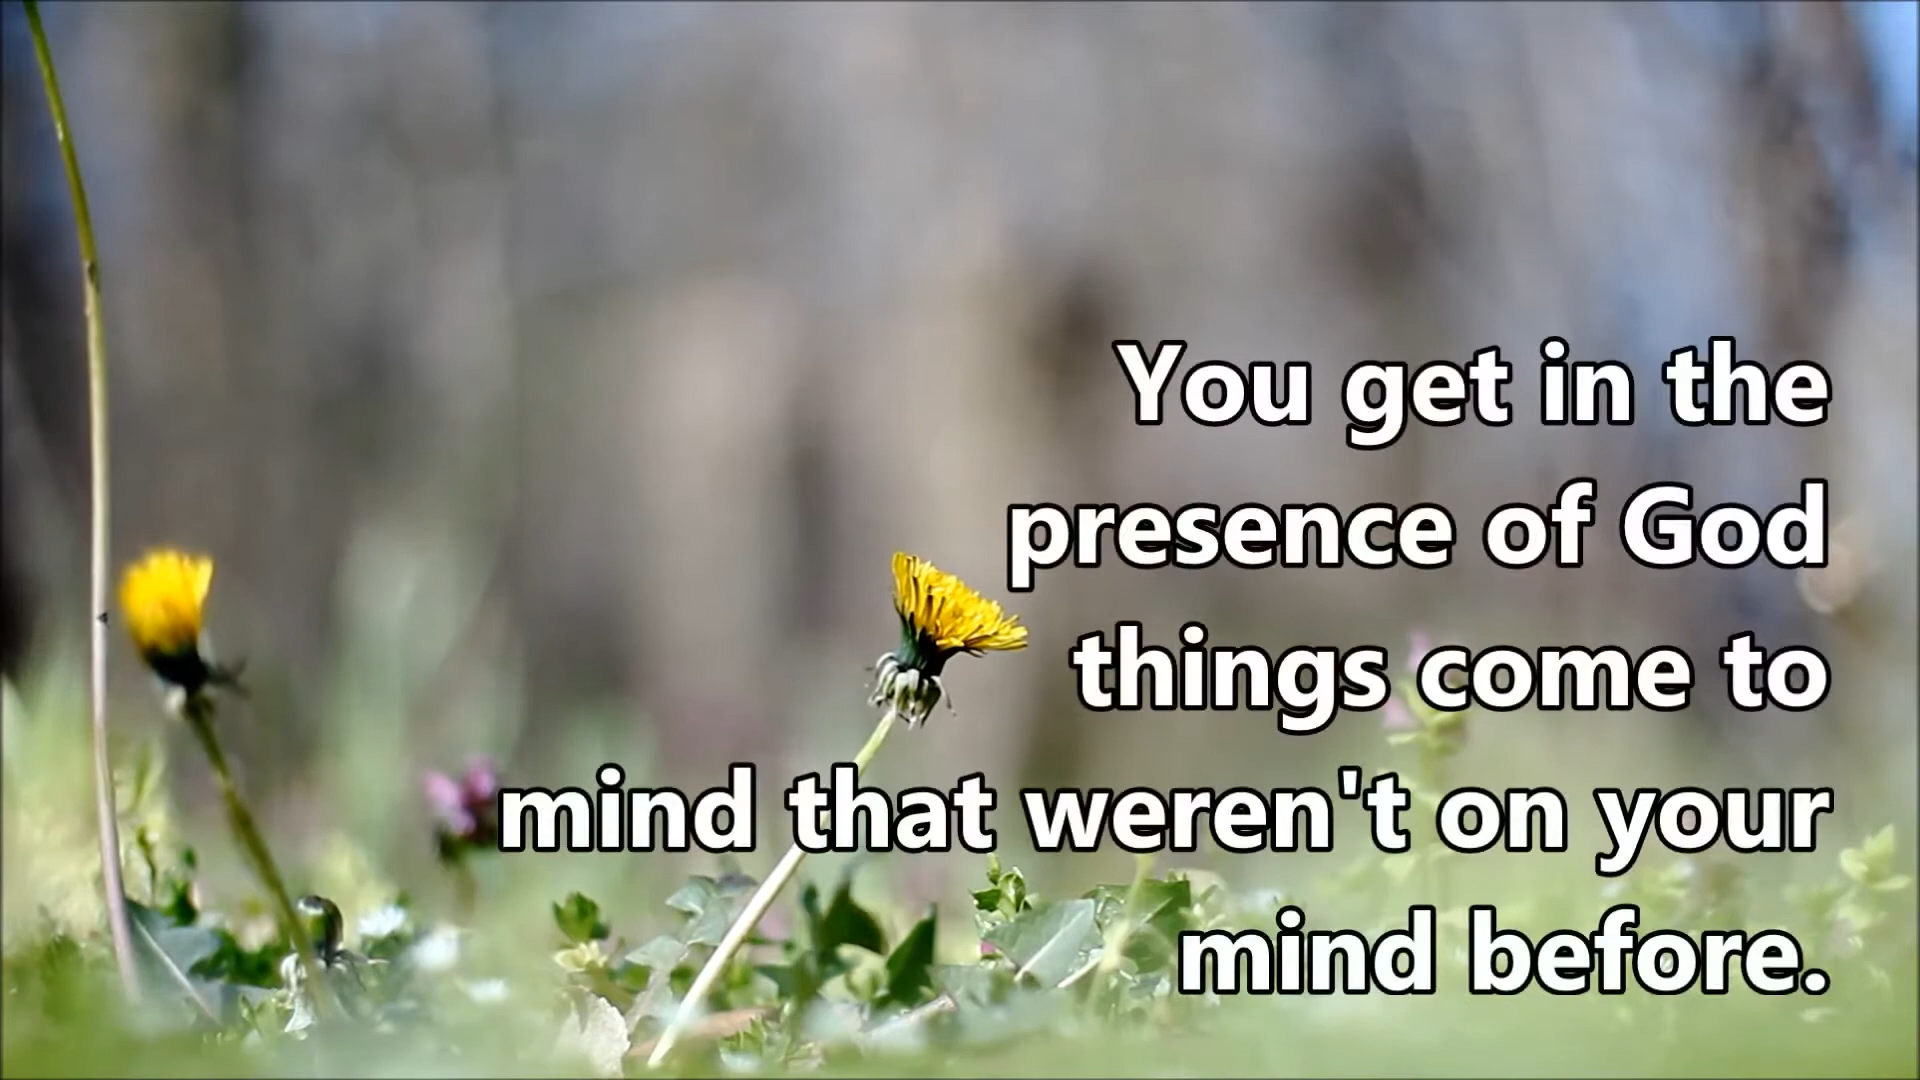 You get in the
presence of God
things come to
mind that weren't on your
mind before.